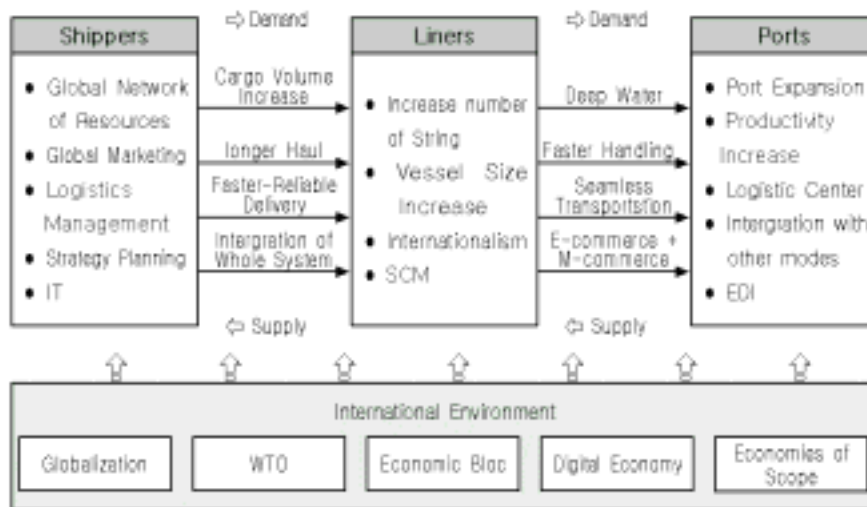 ⇨ Demand
⇨ Demand
Shippers
• Global Network
of Resources
• Global Marketing
• Logistics
Management
• Strategy Planning
• IT
Cargo Volume
Increase
longer Haul
Faster-Reliable
Delivery
Intergration of
Whole System
Liners
• Increase number
of String
• Vessel Size
Increase
• Internationalism
• SCM
Deep Water
Faster Handling
Seamless
Transportstion
E-commerce +
M-commerce
Ports
• Port Expansion
• Productivity
Increase
• Logistic Center
• Intergration with
other modes
• EDI
⇦ Supply
⇦ Supply
International Environment
Globalization
WTO
Economic Bloc
Digital Economy
Economies of
Scope